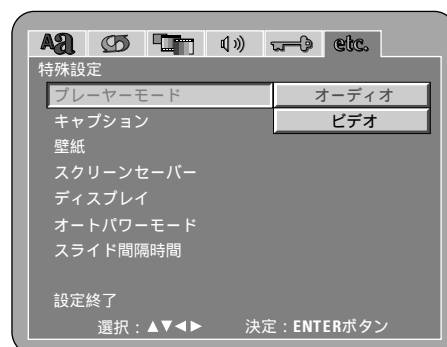 Aa etc.
特殊設定
プレーヤーモード オーディオ
キャプション ビデオ
壁紙
スクリーンセーバー
ディスプレイ
オートパワーモード
スライド間隔時間
設定終了
選択：▲▼◀▶ 決定：ENTERボタン